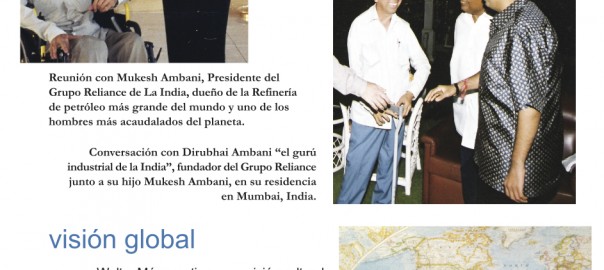 Reunión con Mukesh Ambani, Presidente del
Grupo Reliance de La India, dueño de la Refinería
de petróleo más grande del mundo y uno de los
hombres más acaudalados del planeta.
Conversación con Dirubhai Ambani “el gurú
industrial de la India”, fundador del Grupo Reliance
junto a su hijo Mukesh Ambani, en su residencia
en Mumbai, India.
visión global